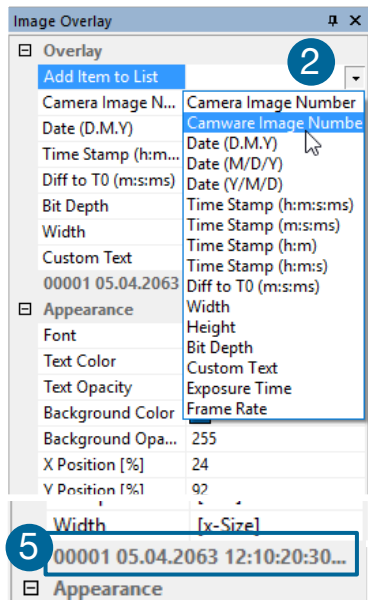 Image Overlay
Overlay
2
Add Item to List
Camera Image N... Camera Image Number
Camware Image Numbe
Date (D.M.Y) Date (D.M.Y)
Date (M/D/Y)
Time Stamp (h:m... Date (Y/M/D)
Diff to T0 (m:s:ms) Time Stamp (h:m:s:ms)
Bit Depth Time Stamp (m:s:ms)
Width Time Stamp (h:m)
Custom Text Time Stamp (h:m:s)
00001 05.04.2063 Diff to T0 (m:s:ms)
Appearance Width
Font Height
Bit Depth
Text Color Custom Text
Text Opacity Exposure Time
Background Color Frame Rate
Background Opa... 255
X Position [%] 24
Y Position [%] 92
Width [x-Size]
5 00001 05.04.2063 12:10:20:30...
Appearance